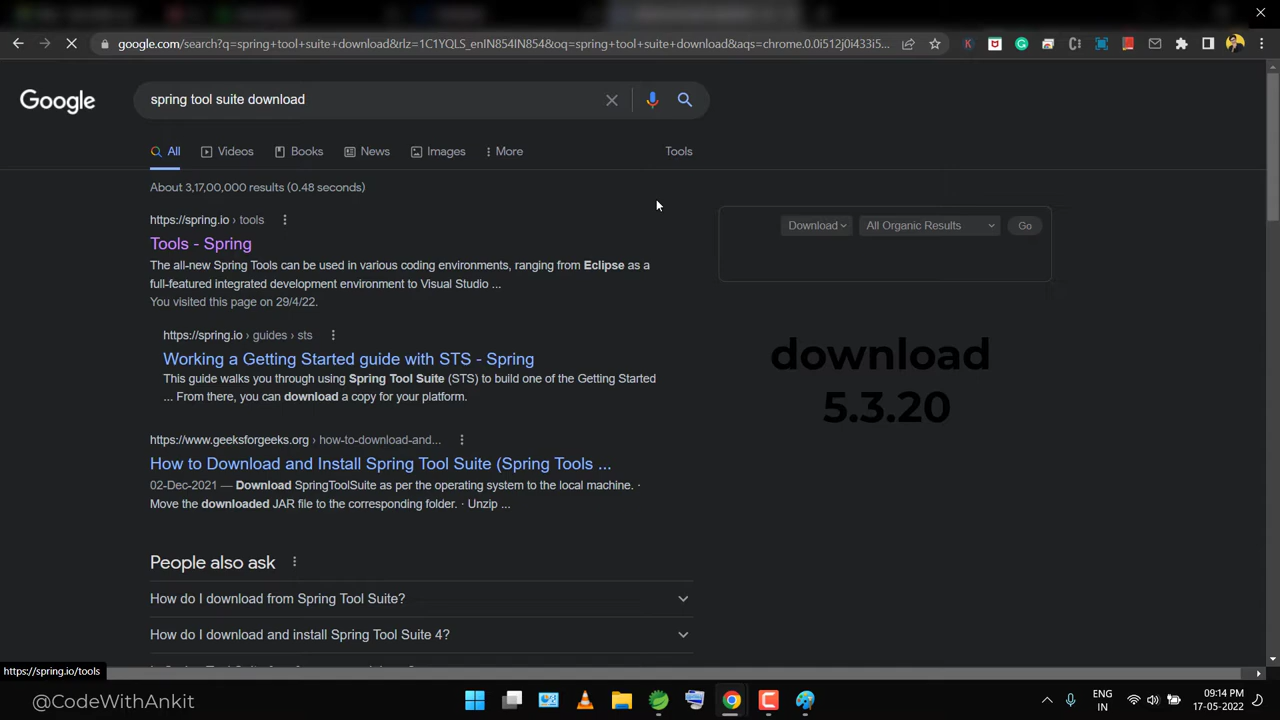 google.com/search?q=spring+tool+suite+download&rlz=1C1YQLS_enIN854IN854&oq=spring+tool+suite+download&aqs=chrome.0.0i512j0i433i5...
Google
spring tool suite download
All
Videos
Books
News
Images
More
Tools
About 3,17,00,000 results (0.48 seconds)
https://spring.io › tools
Tools - Spring
The all-new Spring Tools can be used in various coding environments, ranging from Eclipse as a
full-featured integrated development environment to Visual Studio ...
You visited this page on 29/4/22.
Download
All Organic Results
Go
https://spring.io › guides › sts
Working a Getting Started guide with STS - Spring
This guide walks you through using Spring Tool Suite (STS) to build one of the Getting Started
... From there, you can download a copy for your platform.
download
5.3.20
https://www.geeksforgeeks.org › how-to-download-and...
How to Download and Install Spring Tool Suite (Spring Tools ...
02-Dec-2021 — Download SpringToolSuite as per the operating system to the local machine. ·
Move the downloaded JAR file to the corresponding folder. · Unzip ...
People also ask
How do I download from Spring Tool Suite?
How do I download and install Spring Tool Suite 4?
https://spring.io/tools
@CodeWithAnkit
ENG
IN
09:14 PM
17-05-2022